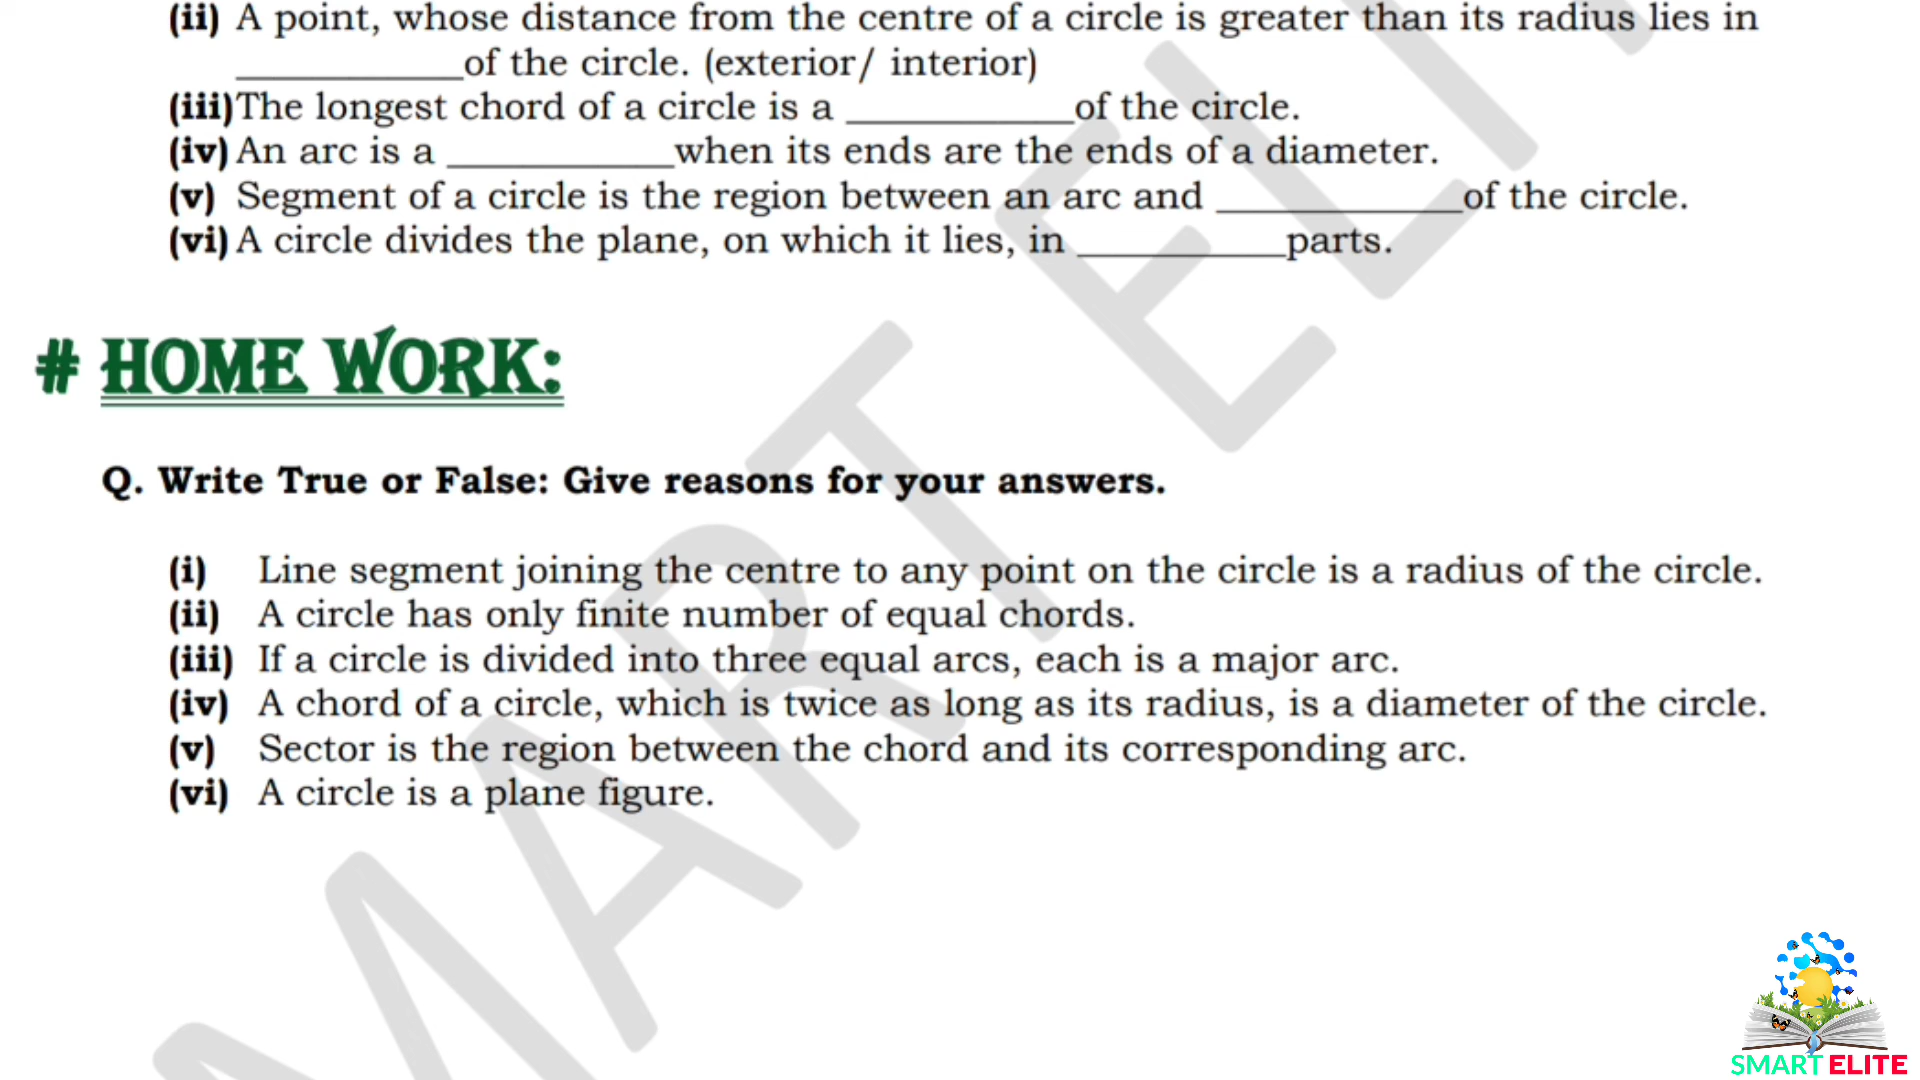 (ii) A point, whose distance from the centre of a circle is greater than its radius lies in
____________of the circle. (exterior/ interior)
(iii)The longest chord of a circle is a ____________of the circle.
(iv) An arc is a ____________when its ends are the ends of a diameter.
(v) Segment of a circle is the region between an arc and _____________of the circle.
(vi) A circle divides the plane, on which it lies, in ___________parts.
# HOME WORK:
Q. Write True or False: Give reasons for your answers.
(i) Line segment joining the centre to any point on the circle is a radius of the circle.
(ii) A circle has only finite number of equal chords.
(iii) If a circle is divided into three equal arcs, each is a major arc.
(iv) A chord of a circle, which is twice as long as its radius, is a diameter of the circle.
(v) Sector is the region between the chord and its corresponding arc.
(vi) A circle is a plane figure.
MART ELIT
SMART ELITE